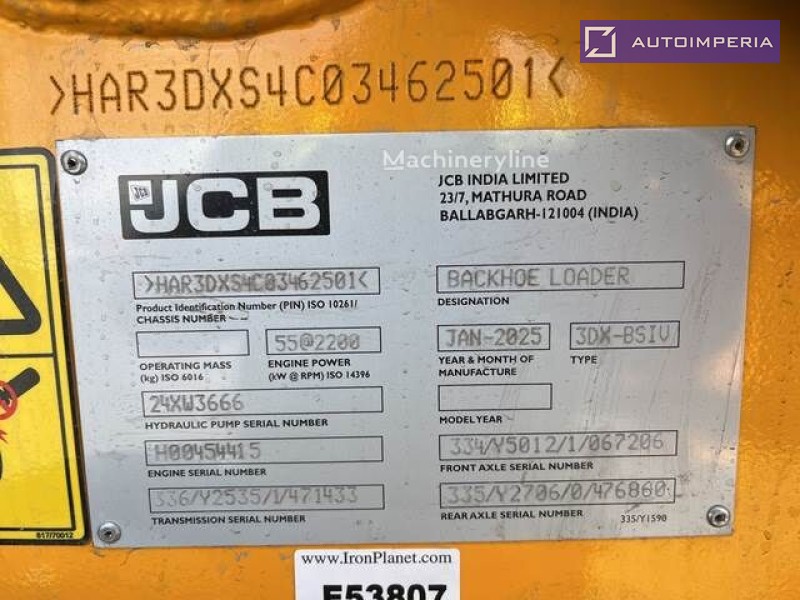 AUTOIMPERIA
>HAR3DXS4C03462501<
Machineryline
JCB
JCB INDIA LIMITED
23/7, MATHURA ROAD
BALLABGARH-121004 (INDIA)
>HAR3DXS4C03462501<
Product Identification Number (PIN) ISO 10261/
CHASSIS NUMBER
BACKHOE LOADER
DESIGNATION
OPERATING MASS
(kg) ISO 6016
55@2200
ENGINE POWER
(kW @ RPM) ISO 14396
JAN-2025
YEAR & MONTH OF
MANUFACTURE
3DX-BSIV
TYPE
24XW3666
HYDRAULIC PUMP SERIAL NUMBER
MODEL YEAR
H00454415
ENGINE SERIAL NUMBER
334/Y5012/1/067206
FRONT AXLE SERIAL NUMBER
336/Y2535/1/471433
TRANSMISSION SERIAL NUMBER
335/Y2706/0/476860
REAR AXLE SERIAL NUMBER
335/Y1590
817/70012
www.IronPlanet.com
E53807